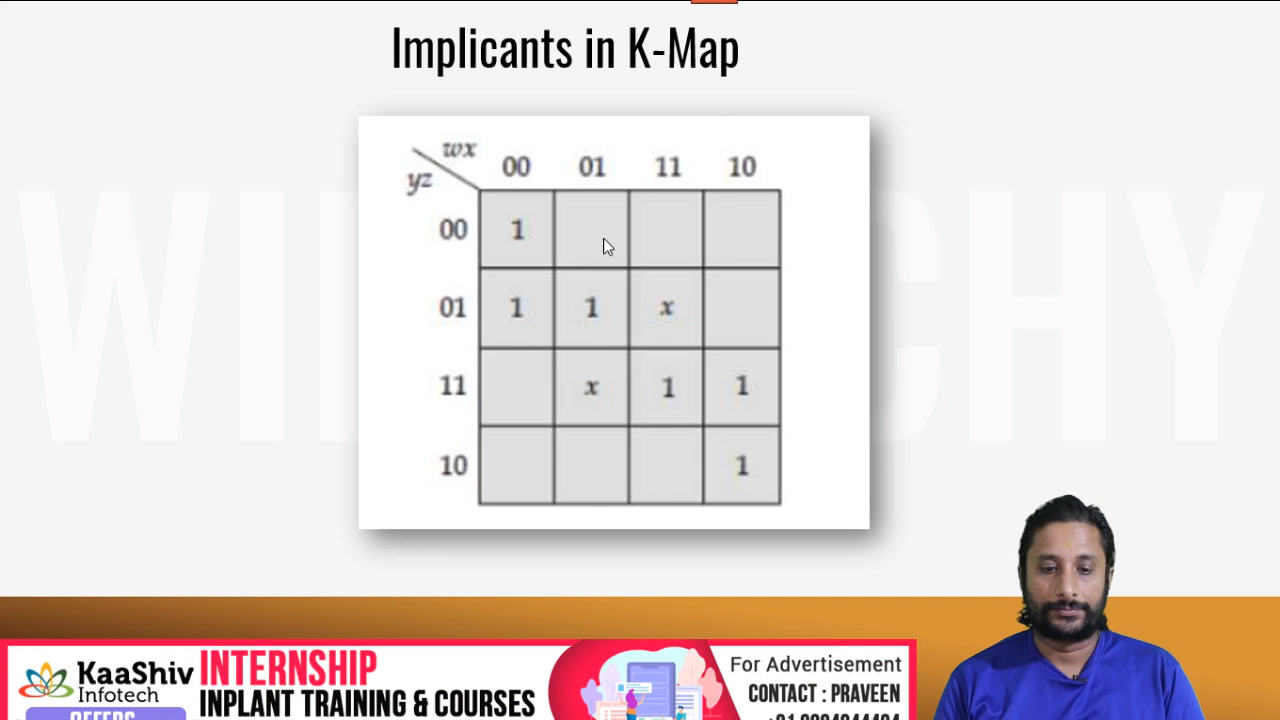 Implicants in K-Map
wx
yz
00 01 11 10
00 1
01 1 1 x
11 x 1 1
10 1
KaaShiv
Infotech
OFFERS
INTERNSHIP
INPLANT TRAINING & COURSES
For Advertisement
CONTACT : PRAVEEN